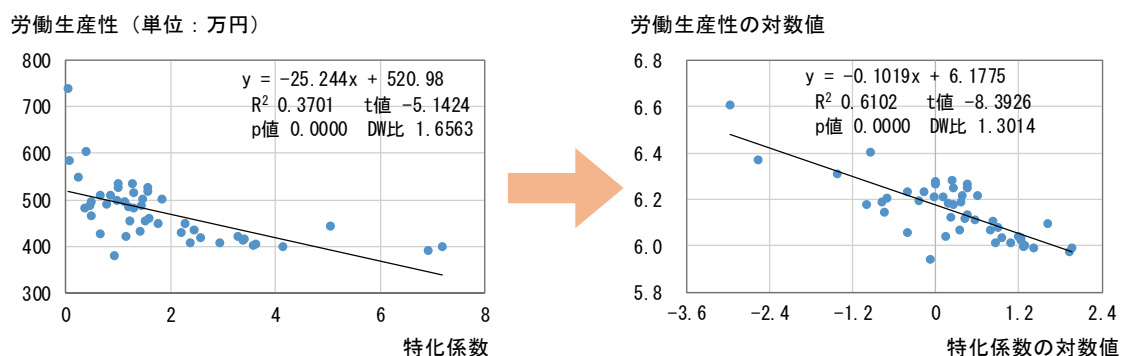 労働生産性（単位：万円）
800
700
600
500
400
300
0
2
4
6
8
y = -25.244x + 520.98
R² 0.3701 t値 -5.1424
p値 0.0000 DW比 1.6563
特化係数
労働生産性の対数値
6.8
6.6
6.4
6.2
6.0
5.8
-3.6
-2.4
-1.2
0
1.2
2.4
y = -0.1019x + 6.1775
R² 0.6102 t値 -8.3926
p値 0.0000 DW比 1.3014
特化係数の対数値